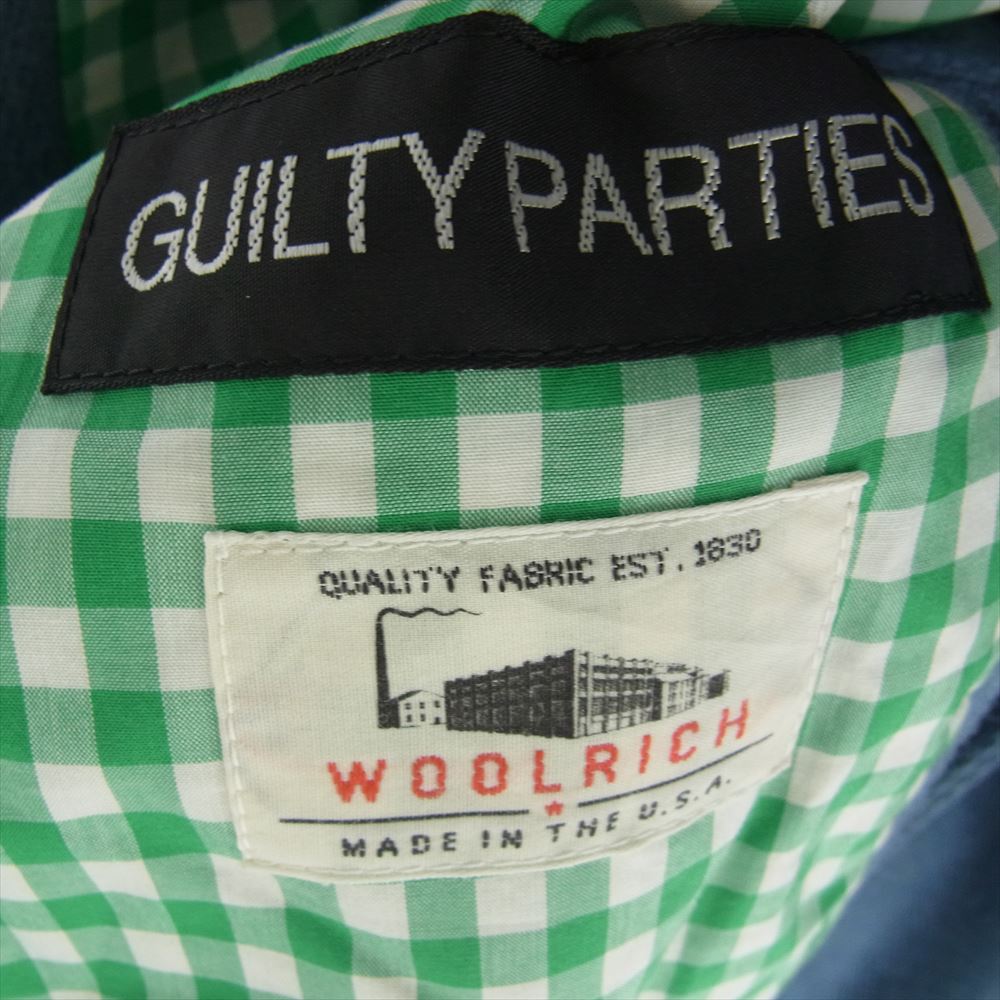 GUILTY PARTIES
QUALITY FABRIC EST. 1830
WOOLRICH
MADE IN THE U.S.A.